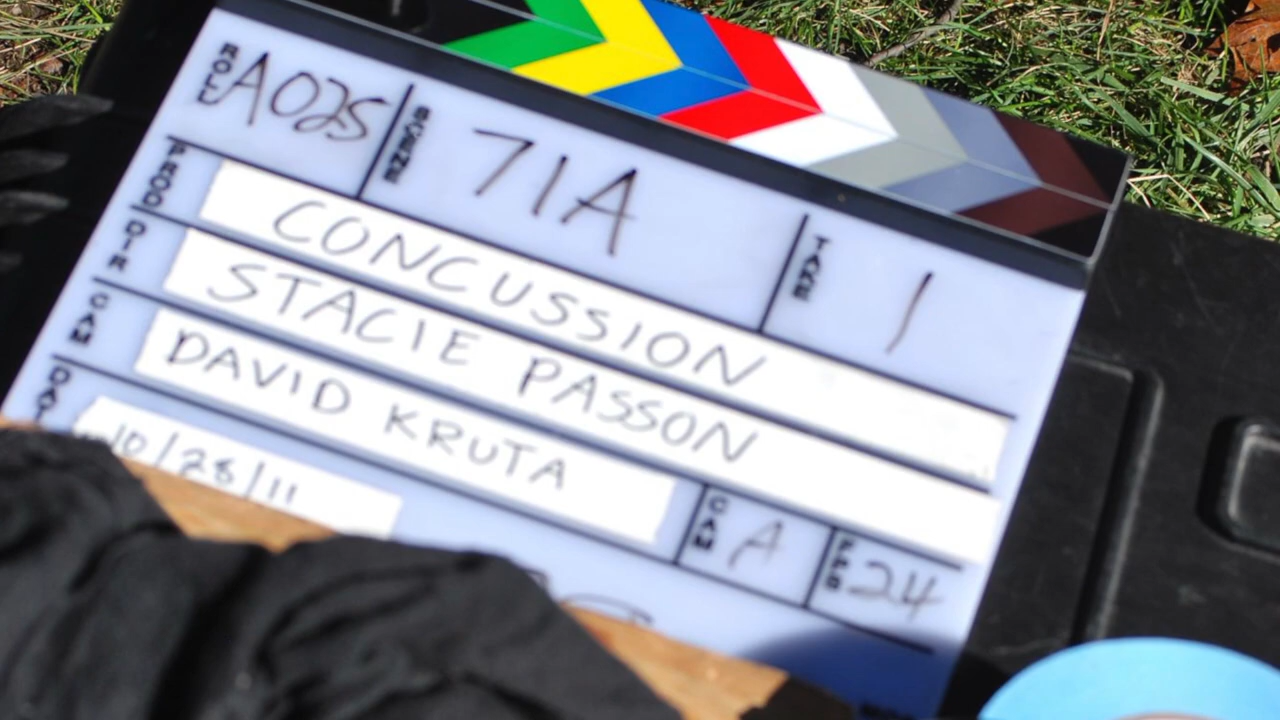 ROLL A025 SCENE 71A TAKE 1
PROD CONCUSSION
DIR STACIE PASSON
CAM DAVID KRUTA
10/28/11
CAM A FPS 24